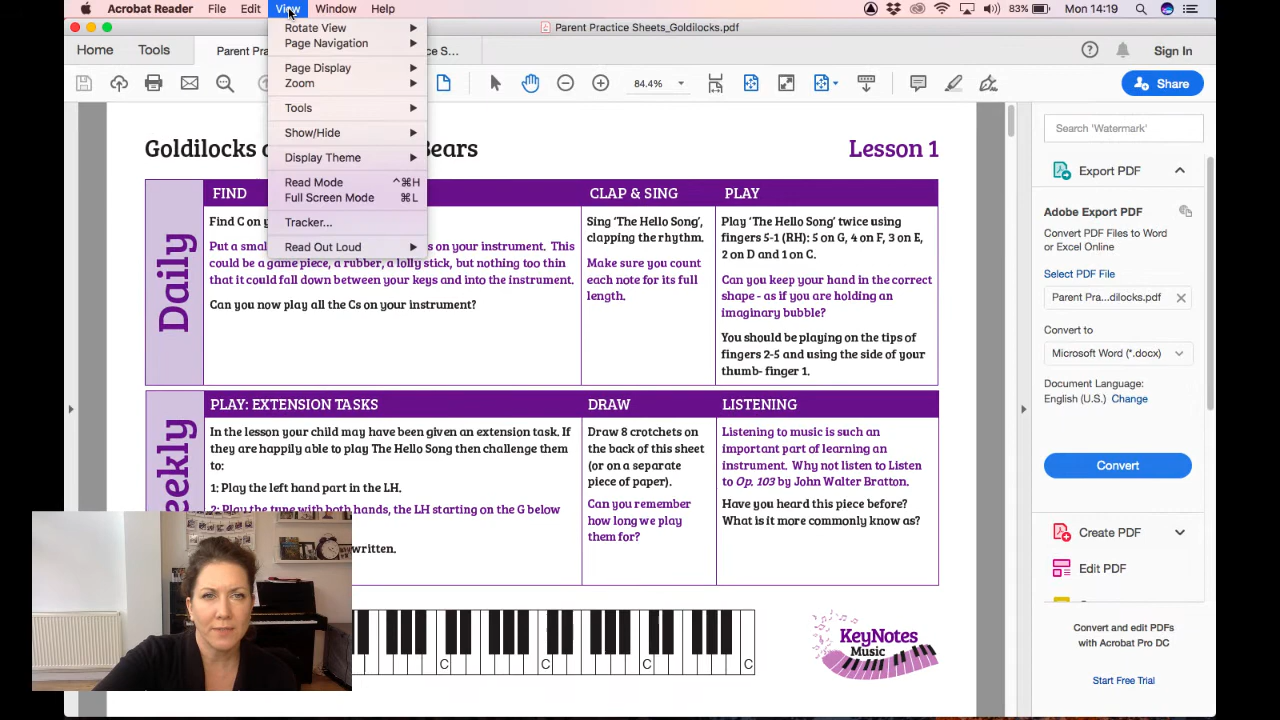 Acrobat Reader File Edit View Window Help 83% Mon 14:19
Parent Practice Sheets_Goldilocks.pdf
Home Tools Parent Pra e S... Sign In
84.4% Share
Rotate View
Page Navigation
Page Display
Zoom
Tools
Show/Hide
Display Theme
Read Mode ^⌘H
Full Screen Mode ⌘L
Tracker...
Read Out Loud
Goldilocks Bears Lesson 1
Daily
FIND
Find C on y
Put a smal s on your instrument. This
could be a game piece, a rubber, a lolly stick, but nothing too thin
that it could fall down between your keys and into the instrument.
Can you now play all the Cs on your instrument?
CLAP & SING
Sing ‘The Hello Song’,
clapping the rhythm.
Make sure you count
each note for its full
length.
PLAY
Play ‘The Hello Song’ twice using
fingers 5-1 (RH): 5 on G, 4 on F, 3 on E,
2 on D and 1 on C.
Can you keep your hand in the correct
shape - as if you are holding an
imaginary bubble?
You should be playing on the tips of
fingers 2-5 and using the side of your
thumb- finger 1.
eekly
PLAY: EXTENSION TASKS
In the lesson your child may have been given an extension task. If
they are happily able to play The Hello Song then challenge them
to:
1: Play the left hand part in the LH.
2: Play the tune with both hands, the LH starting on the G below
written.
DRAW
Draw 8 crotchets on
the back of this sheet
(or on a separate
piece of paper).
Can you remember
how long we play
them for?
LISTENING
Listening to music is such an
important part of learning an
instrument. Why not listen to Listen
to Op. 103 by John Walter Bratton.
Have you heard this piece before?
What is it more commonly know as?
C C C C
KeyNotes
Music
Search 'Watermark'
Export PDF
Adobe Export PDF
Convert PDF Files to Word
or Excel Online
Select PDF File
Parent Pra...dilocks.pdf
Convert to
Microsoft Word (*.docx)
Document Language:
English (U.S.) Change
Convert
Create PDF
Edit PDF
Convert and edit PDFs
with Acrobat Pro DC
Start Free Trial